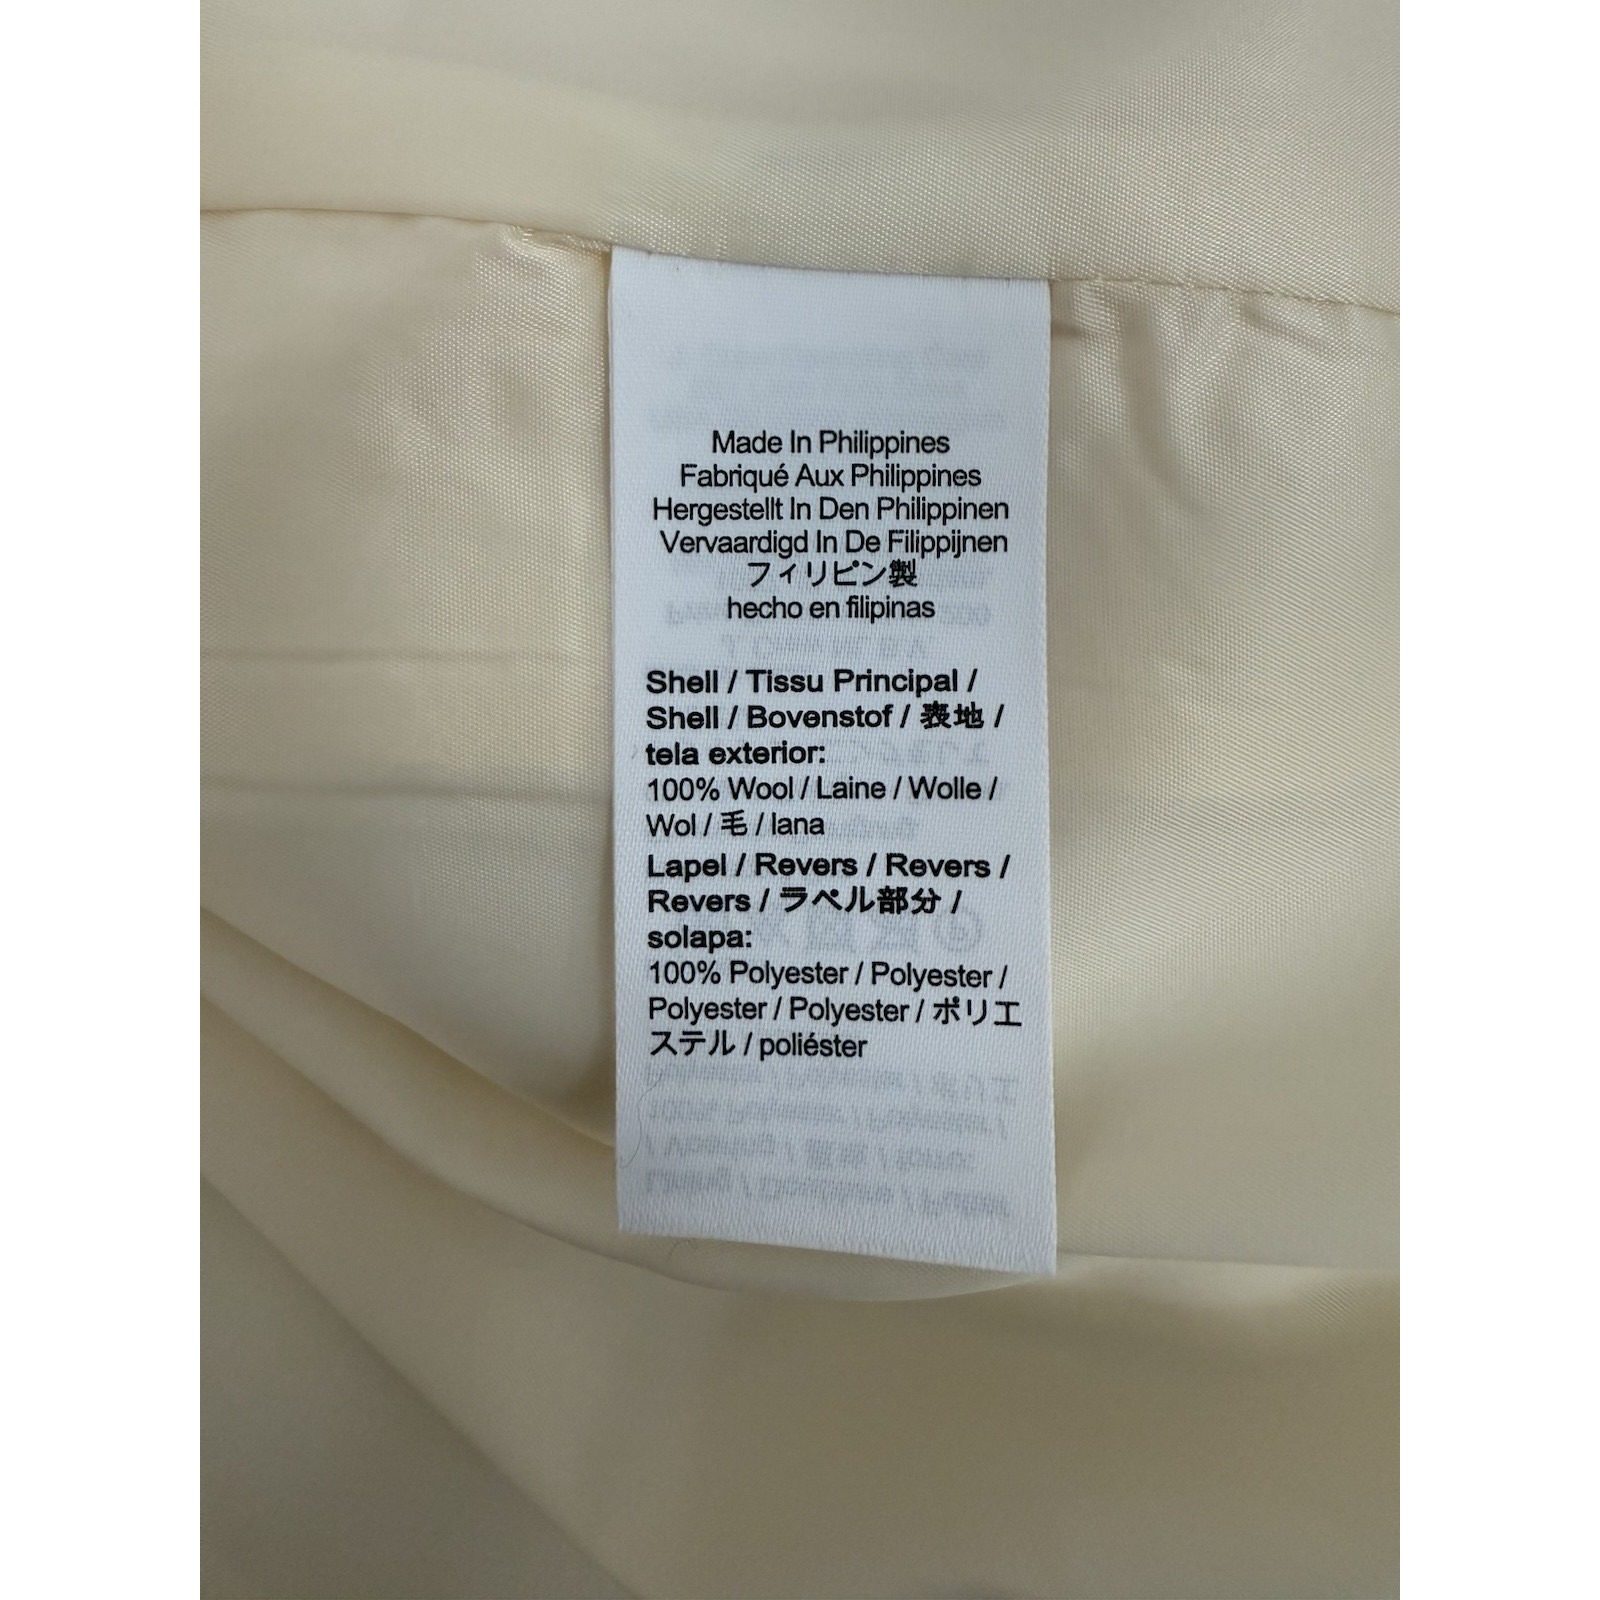 Made In Philippines
Fabriqué Aux Philippines
Hergestellt In Den Philippinen
Vervaardigd In De Filippijnen
フィリピン製
hecho en filipinas
Shell / Tissu Principal /
Shell / Bovenstof / 表地 /
tela exterior:
100% Wool / Laine / Wolle /
Wol / 毛 / lana
Lapel / Revers / Revers /
Revers / ラペル部分 /
solapa:
100% Polyester / Polyester /
Polyester / Polyester / ポリエ
ステル / poliéster